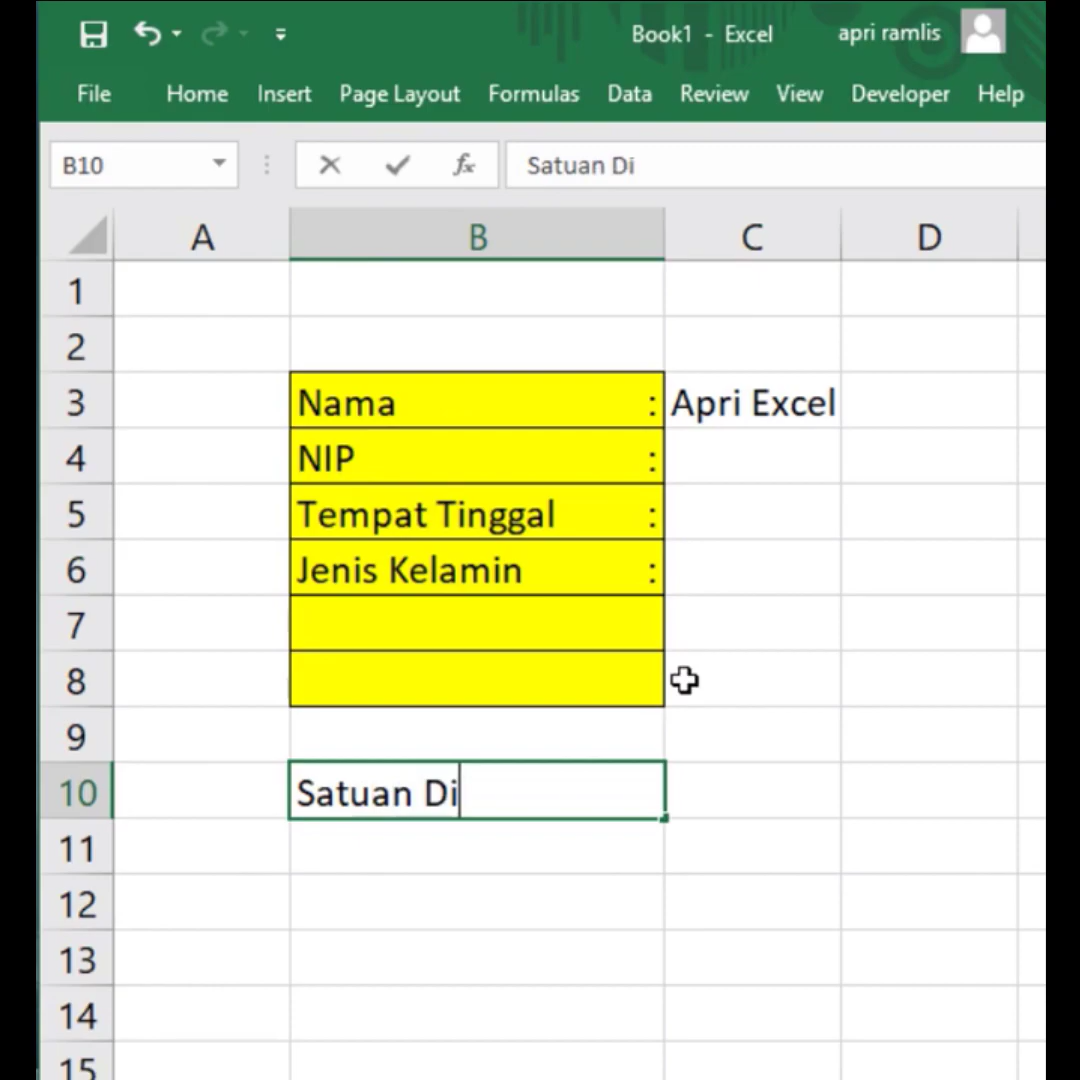 Book1 - Excel
apri ramlis
File Home Insert Page Layout Formulas Data Review View Developer Help
B10 fx Satuan Di
A B C D
1
2
3 Nama : Apri Excel
4 NIP :
5 Tempat Tinggal :
6 Jenis Kelamin :
7
8
9
10 Satuan Di
11
12
13
14
15